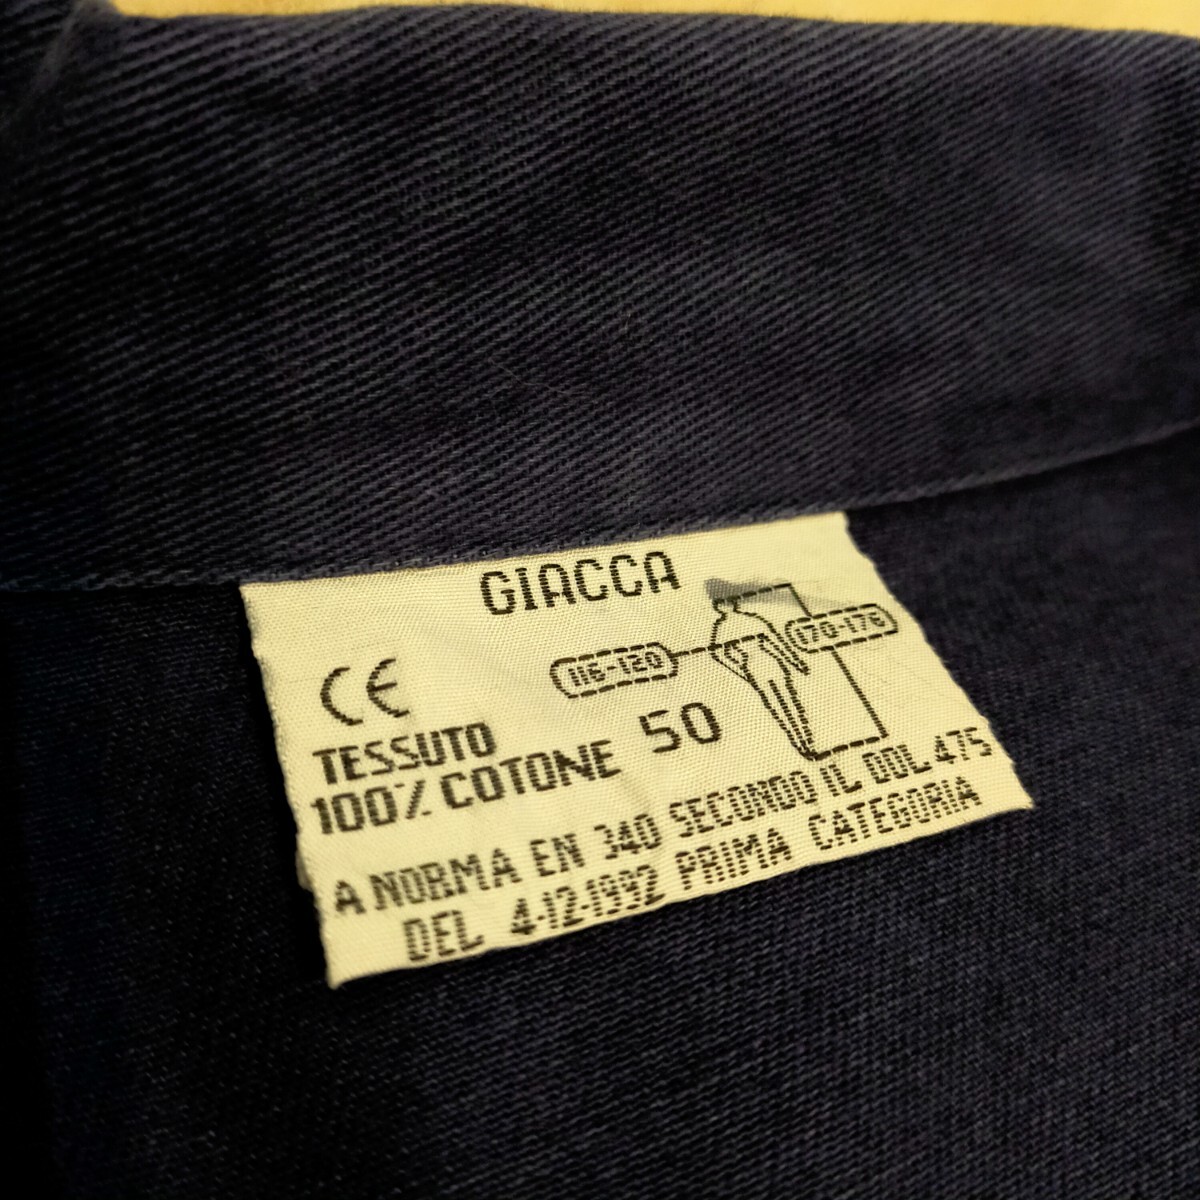 GIACCA
170-176
116-120
CE
TESSUTO
100% COTONE 50
A NORMA EN 340 SECONDO IL DDL 475
DEL 4-12-1992 PRIMA CATEGORIA